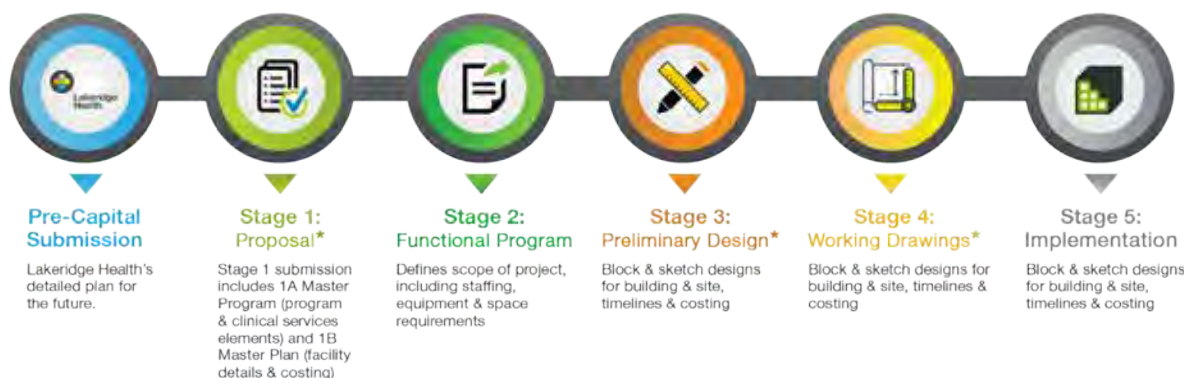 Lakeridge
Health
Pre-Capital
Submission
Lakeridge Health's
detailed plan for
the future.
Stage 1:
Proposal*
Stage 1 submission
includes 1A Master
Program (program
& clinical services
elements) and 1B
Master Plan (facility
details & costing)
Stage 2:
Functional Program
Defines scope of project,
including staffing,
equipment & space
requirements
Stage 3:
Preliminary Design*
Block & sketch designs
for building & site,
timelines & costing
Stage 4:
Working Drawings*
Block & sketch designs for
building & site, timelines &
costing
Stage 5:
Implementation
Block & sketch designs
for building & site,
timelines & costing